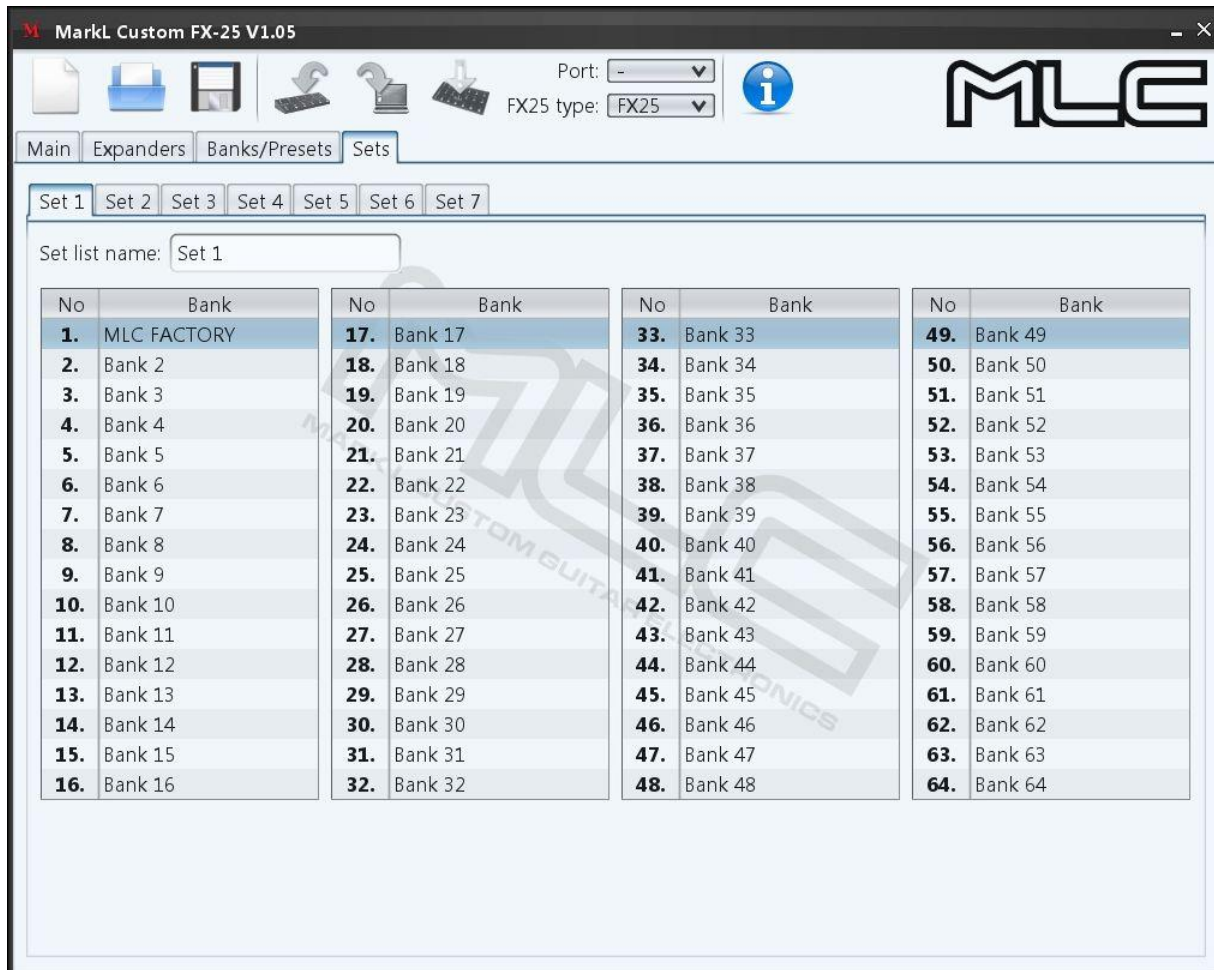 M MarkL Custom FX-25 V1.05
Port: -
FX25 type: FX25
MLC
Main Expanders Banks/Presets Sets
Set 1 Set 2 Set 3 Set 4 Set 5 Set 6 Set 7
Set list name: Set 1
No Bank No Bank No Bank No Bank
1. MLC FACTORY 17. Bank 17 33. Bank 33 49. Bank 49
2. Bank 2 18. Bank 18 34. Bank 34 50. Bank 50
3. Bank 3 19. Bank 19 35. Bank 35 51. Bank 51
4. Bank 4 20. Bank 20 36. Bank 36 52. Bank 52
5. Bank 5 21. Bank 21 37. Bank 37 53. Bank 53
6. Bank 6 22. Bank 22 38. Bank 38 54. Bank 54
7. Bank 7 23. Bank 23 39. Bank 39 55. Bank 55
8. Bank 8 24. Bank 24 40. Bank 40 56. Bank 56
9. Bank 9 25. Bank 25 41. Bank 41 57. Bank 57
10. Bank 10 26. Bank 26 42. Bank 42 58. Bank 58
11. Bank 11 27. Bank 27 43. Bank 43 59. Bank 59
12. Bank 12 28. Bank 28 44. Bank 44 60. Bank 60
13. Bank 13 29. Bank 29 45. Bank 45 61. Bank 61
14. Bank 14 30. Bank 30 46. Bank 46 62. Bank 62
15. Bank 15 31. Bank 31 47. Bank 47 63. Bank 63
16. Bank 16 32. Bank 32 48. Bank 48 64. Bank 64
MLC
MARK L CUSTOM GUITAR ELECTRONICS